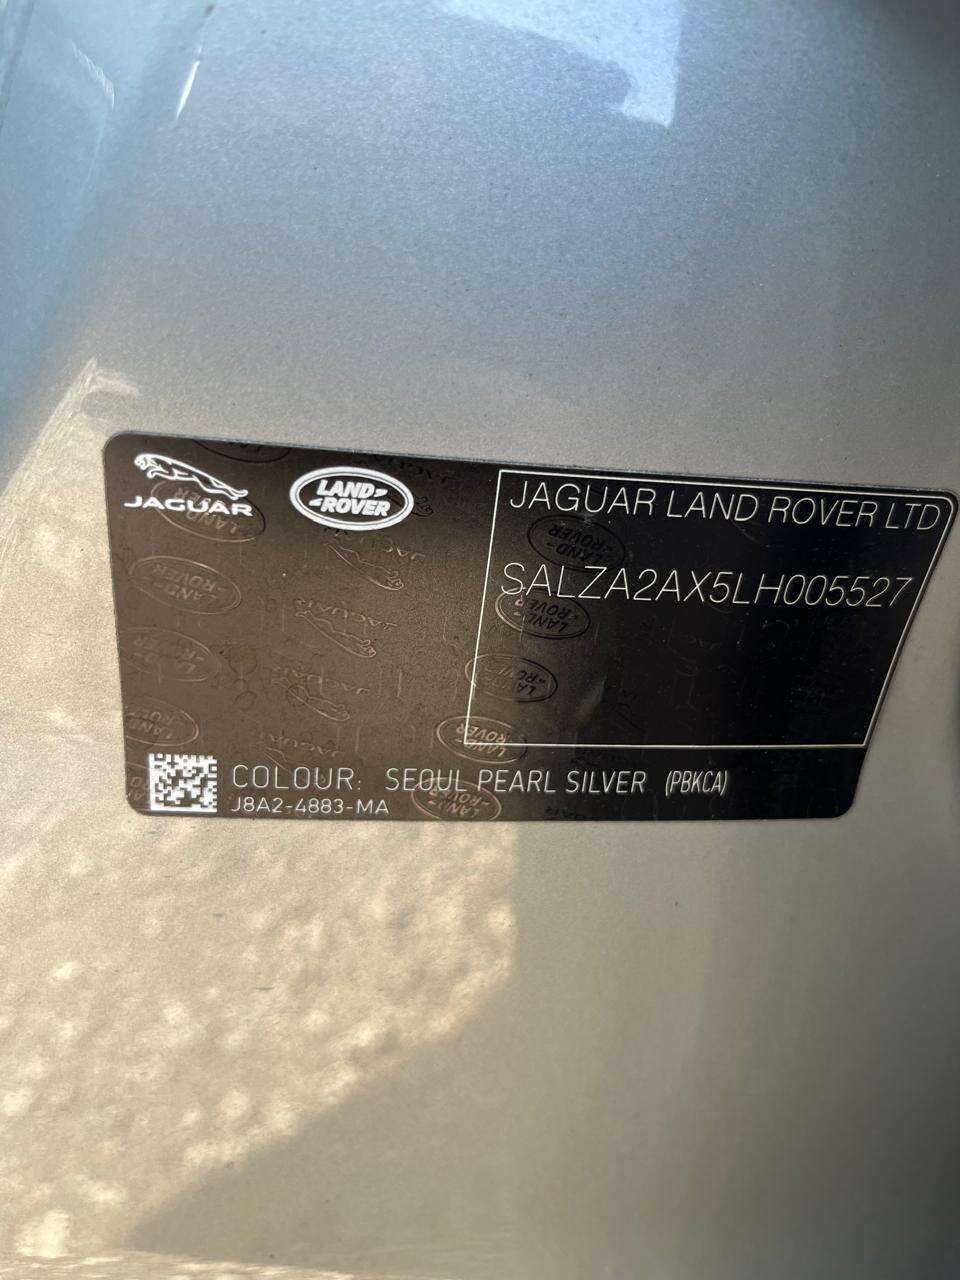 JAGUAR
LAND-
-ROVER
JAGUAR LAND ROVER LTD
SALZA2AX5LH005527
COLOUR: SEOUL PEARL SILVER (PBKCA)
J8A2-4883-MA